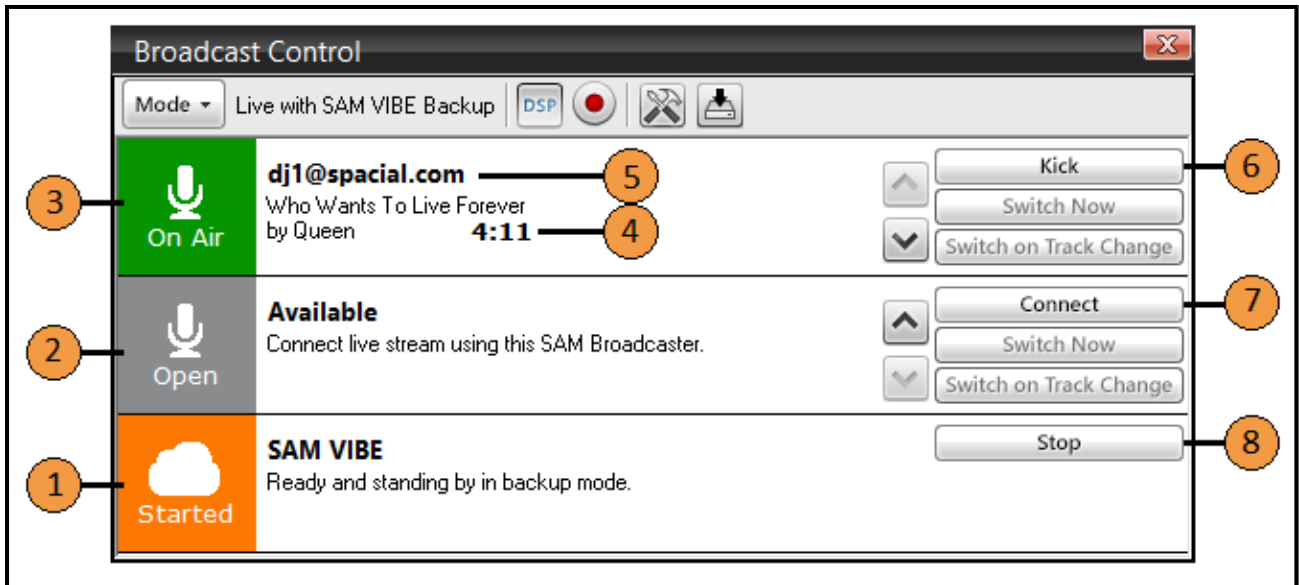 Broadcast Control
Mode Live with SAM VIBE Backup DSP
3 On Air
dj1@spacial.com 5
Who Wants To Live Forever
by Queen 4:11 4
Kick 6
Switch Now
Switch on Track Change
2 Open
Available
Connect live stream using this SAM Broadcaster.
Connect 7
Switch Now
Switch on Track Change
1 Started
SAM VIBE
Ready and standing by in backup mode.
Stop 8